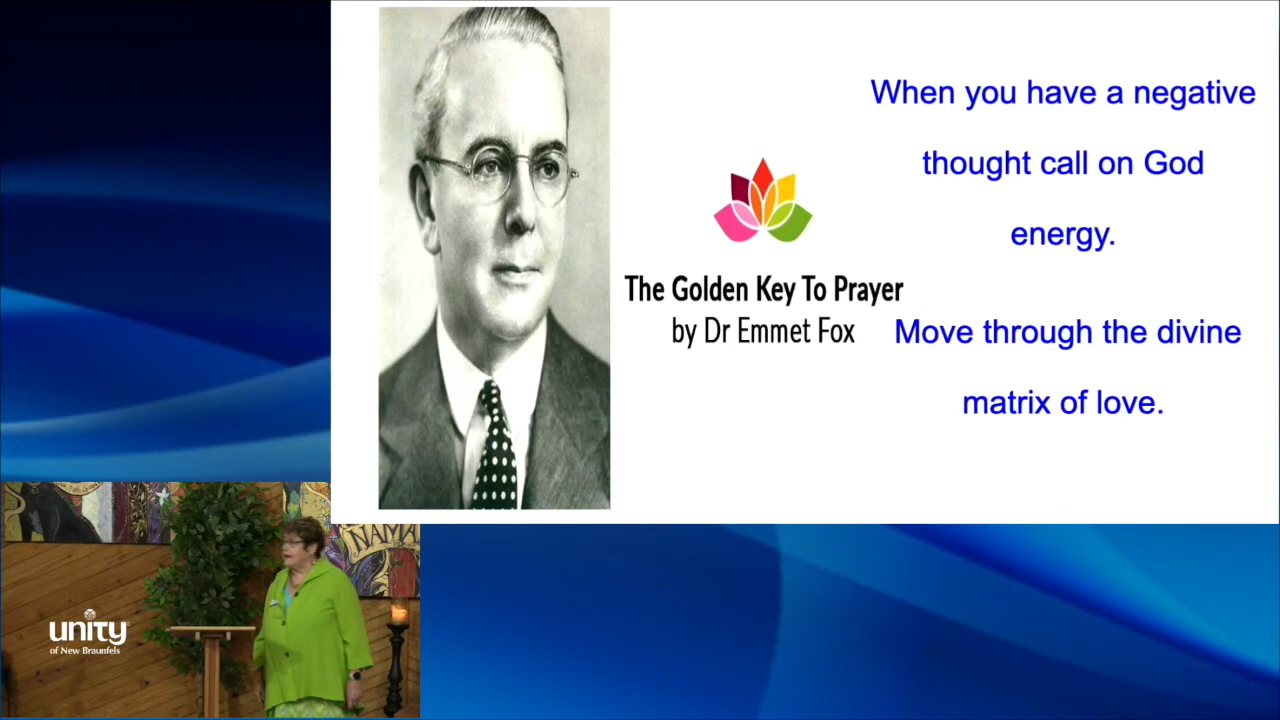 When you have a negative
thought call on God
energy.
Move through the divine
matrix of love.
The Golden Key To Prayer
by Dr Emmet Fox
unity
of New Braunfels